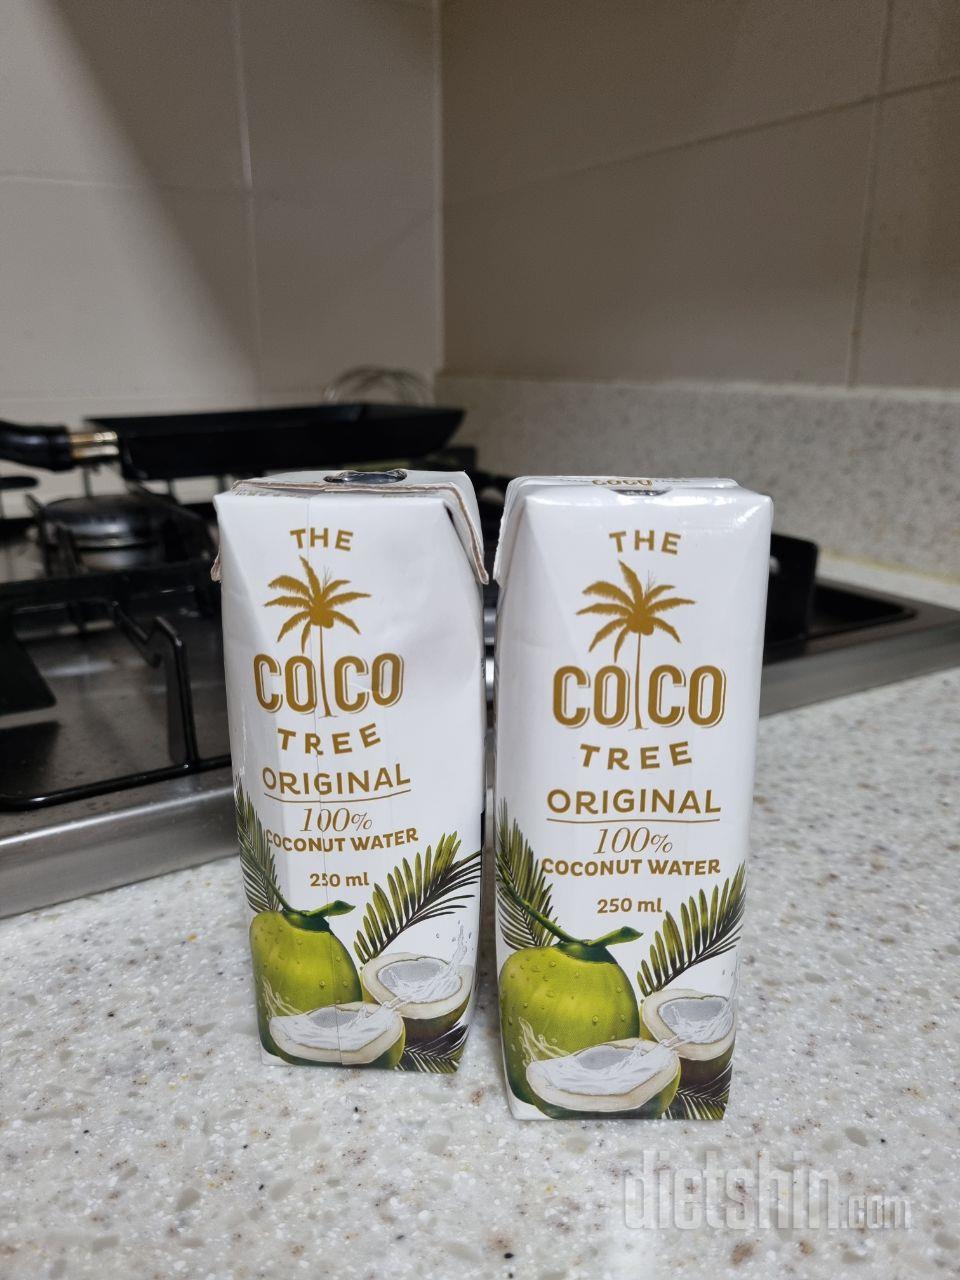 THE
COCO
TREE
ORIGINAL
100%
COCONUT WATER
250 ml
COCO
THE
COCO
TREE
ORIGINAL
100%
COCONUT WATER
250 ml
dietshin.com